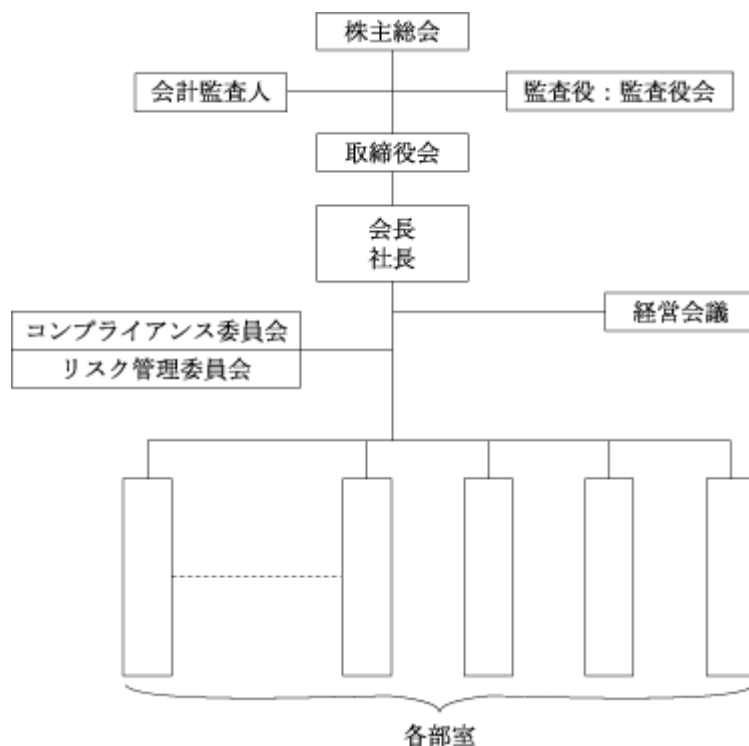 株主総会
会計監査人
監査役：監査役会
取締役会
会長
社長
経営会議
コンプライアンス委員会
リスク管理委員会
各部室